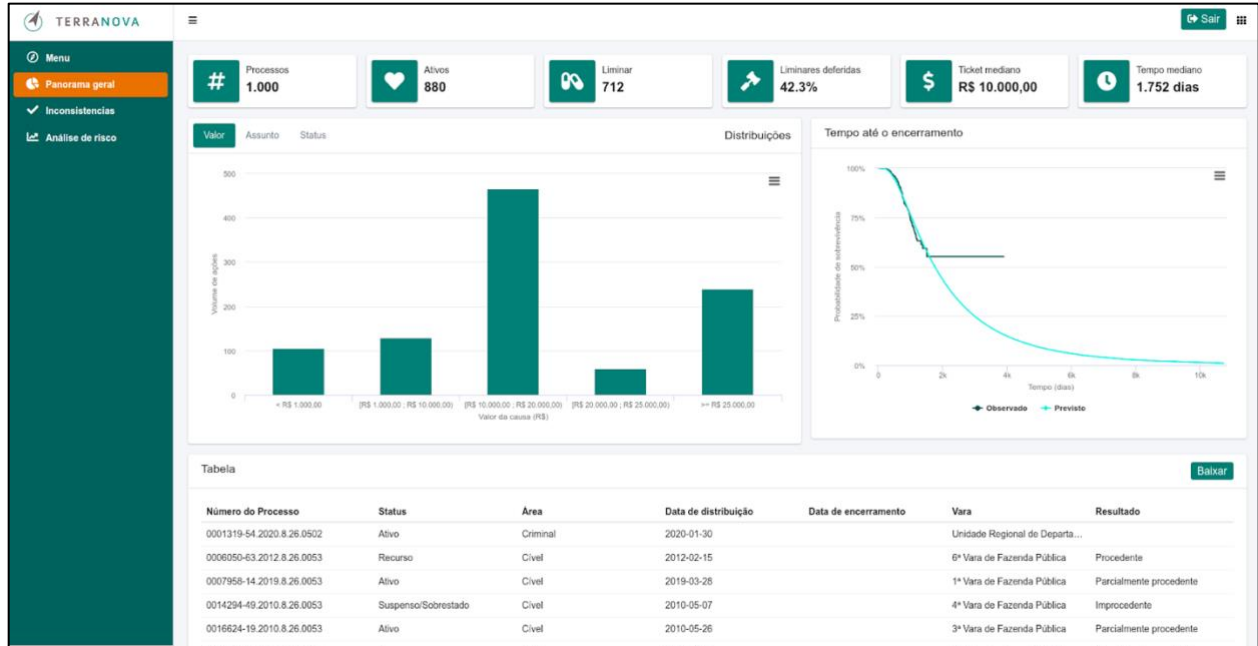 TERRANOVA
Sair
Menu
Panorama geral
Inconsistencias
Análise de risco
Processos
1.000
Ativos
880
Liminar
712
Liminares deferidas
42.3%
Ticket mediano
R$ 10.000,00
Tempo mediano
1.752 dias
Valor Assunto Status Distribuições
500
400
300
200
100
0
Volume de ações
< R$ 1.000,00 [R$ 1.000,00 ; R$ 10.000,00) [R$ 10.000,00 ; R$ 20.000,00) [R$ 20.000,00 ; R$ 25.000,00) >= R$ 25.000,00
Valor da causa (R$)
Tempo até o encerramento
100%
75%
50%
25%
0%
Probabilidade de sobrevivência
0 2k 4k 6k 8k 10k
Tempo (dias)
Observado Previsto
Tabela Baixar
Número do Processo Status Área Data de distribuição Data de encerramento Vara Resultado
0001319-54.2020.8.26.0502 Ativo Criminal 2020-01-30 Unidade Regional de Departa...
0006050-63.2012.8.26.0053 Recurso Cível 2012-02-15 6ª Vara de Fazenda Pública Procedente
0007958-14.2019.8.26.0053 Ativo Cível 2019-03-28 1ª Vara de Fazenda Pública Parcialmente procedente
0014294-49.2010.8.26.0053 Suspenso/Sobrestado Cível 2010-05-07 4ª Vara de Fazenda Pública Improcedente
0016624-19.2010.8.26.0053 Ativo Cível 2010-05-26 3ª Vara de Fazenda Pública Parcialmente procedente